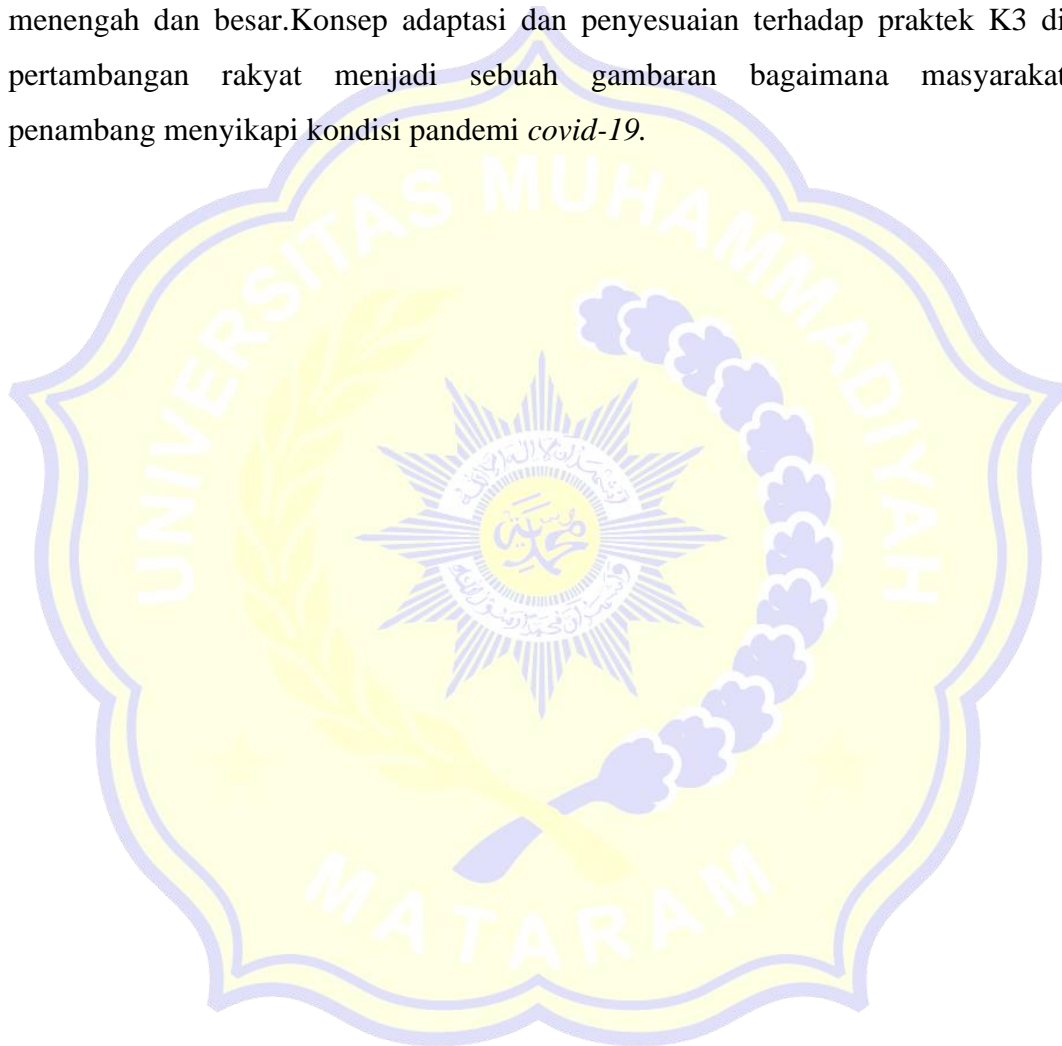 menengah dan besar.Konsep adaptasi dan penyesuaian terhadap praktek K3 di
pertambangan rakyat menjadi sebuah gambaran bagaimana masyarakat
penambang menyikapi kondisi pandemi covid-19.
UNIVERSITAS MUHAMMADIYAH
محمدية
MATARAM